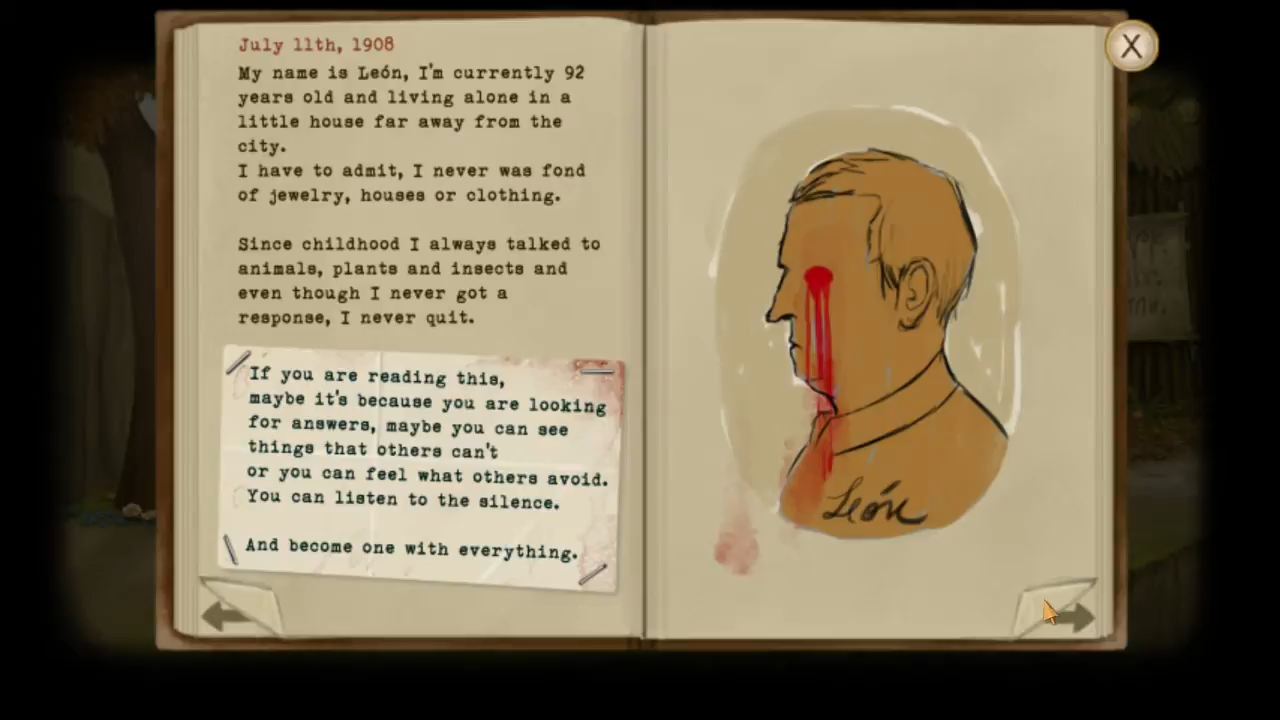 July 11th, 1908
My name is León, I'm currently 92
years old and living alone in a
little house far away from the
city.
I have to admit, I never was fond
of jewelry, houses or clothing.
Since childhood I always talked to
animals, plants and insects and
even though I never got a
response, I never quit.
If you are reading this,
maybe it's because you are looking
for answers, maybe you can see
things that others can't
or you can feel what others avoid.
You can listen to the silence.
And become one with everything.
León
X